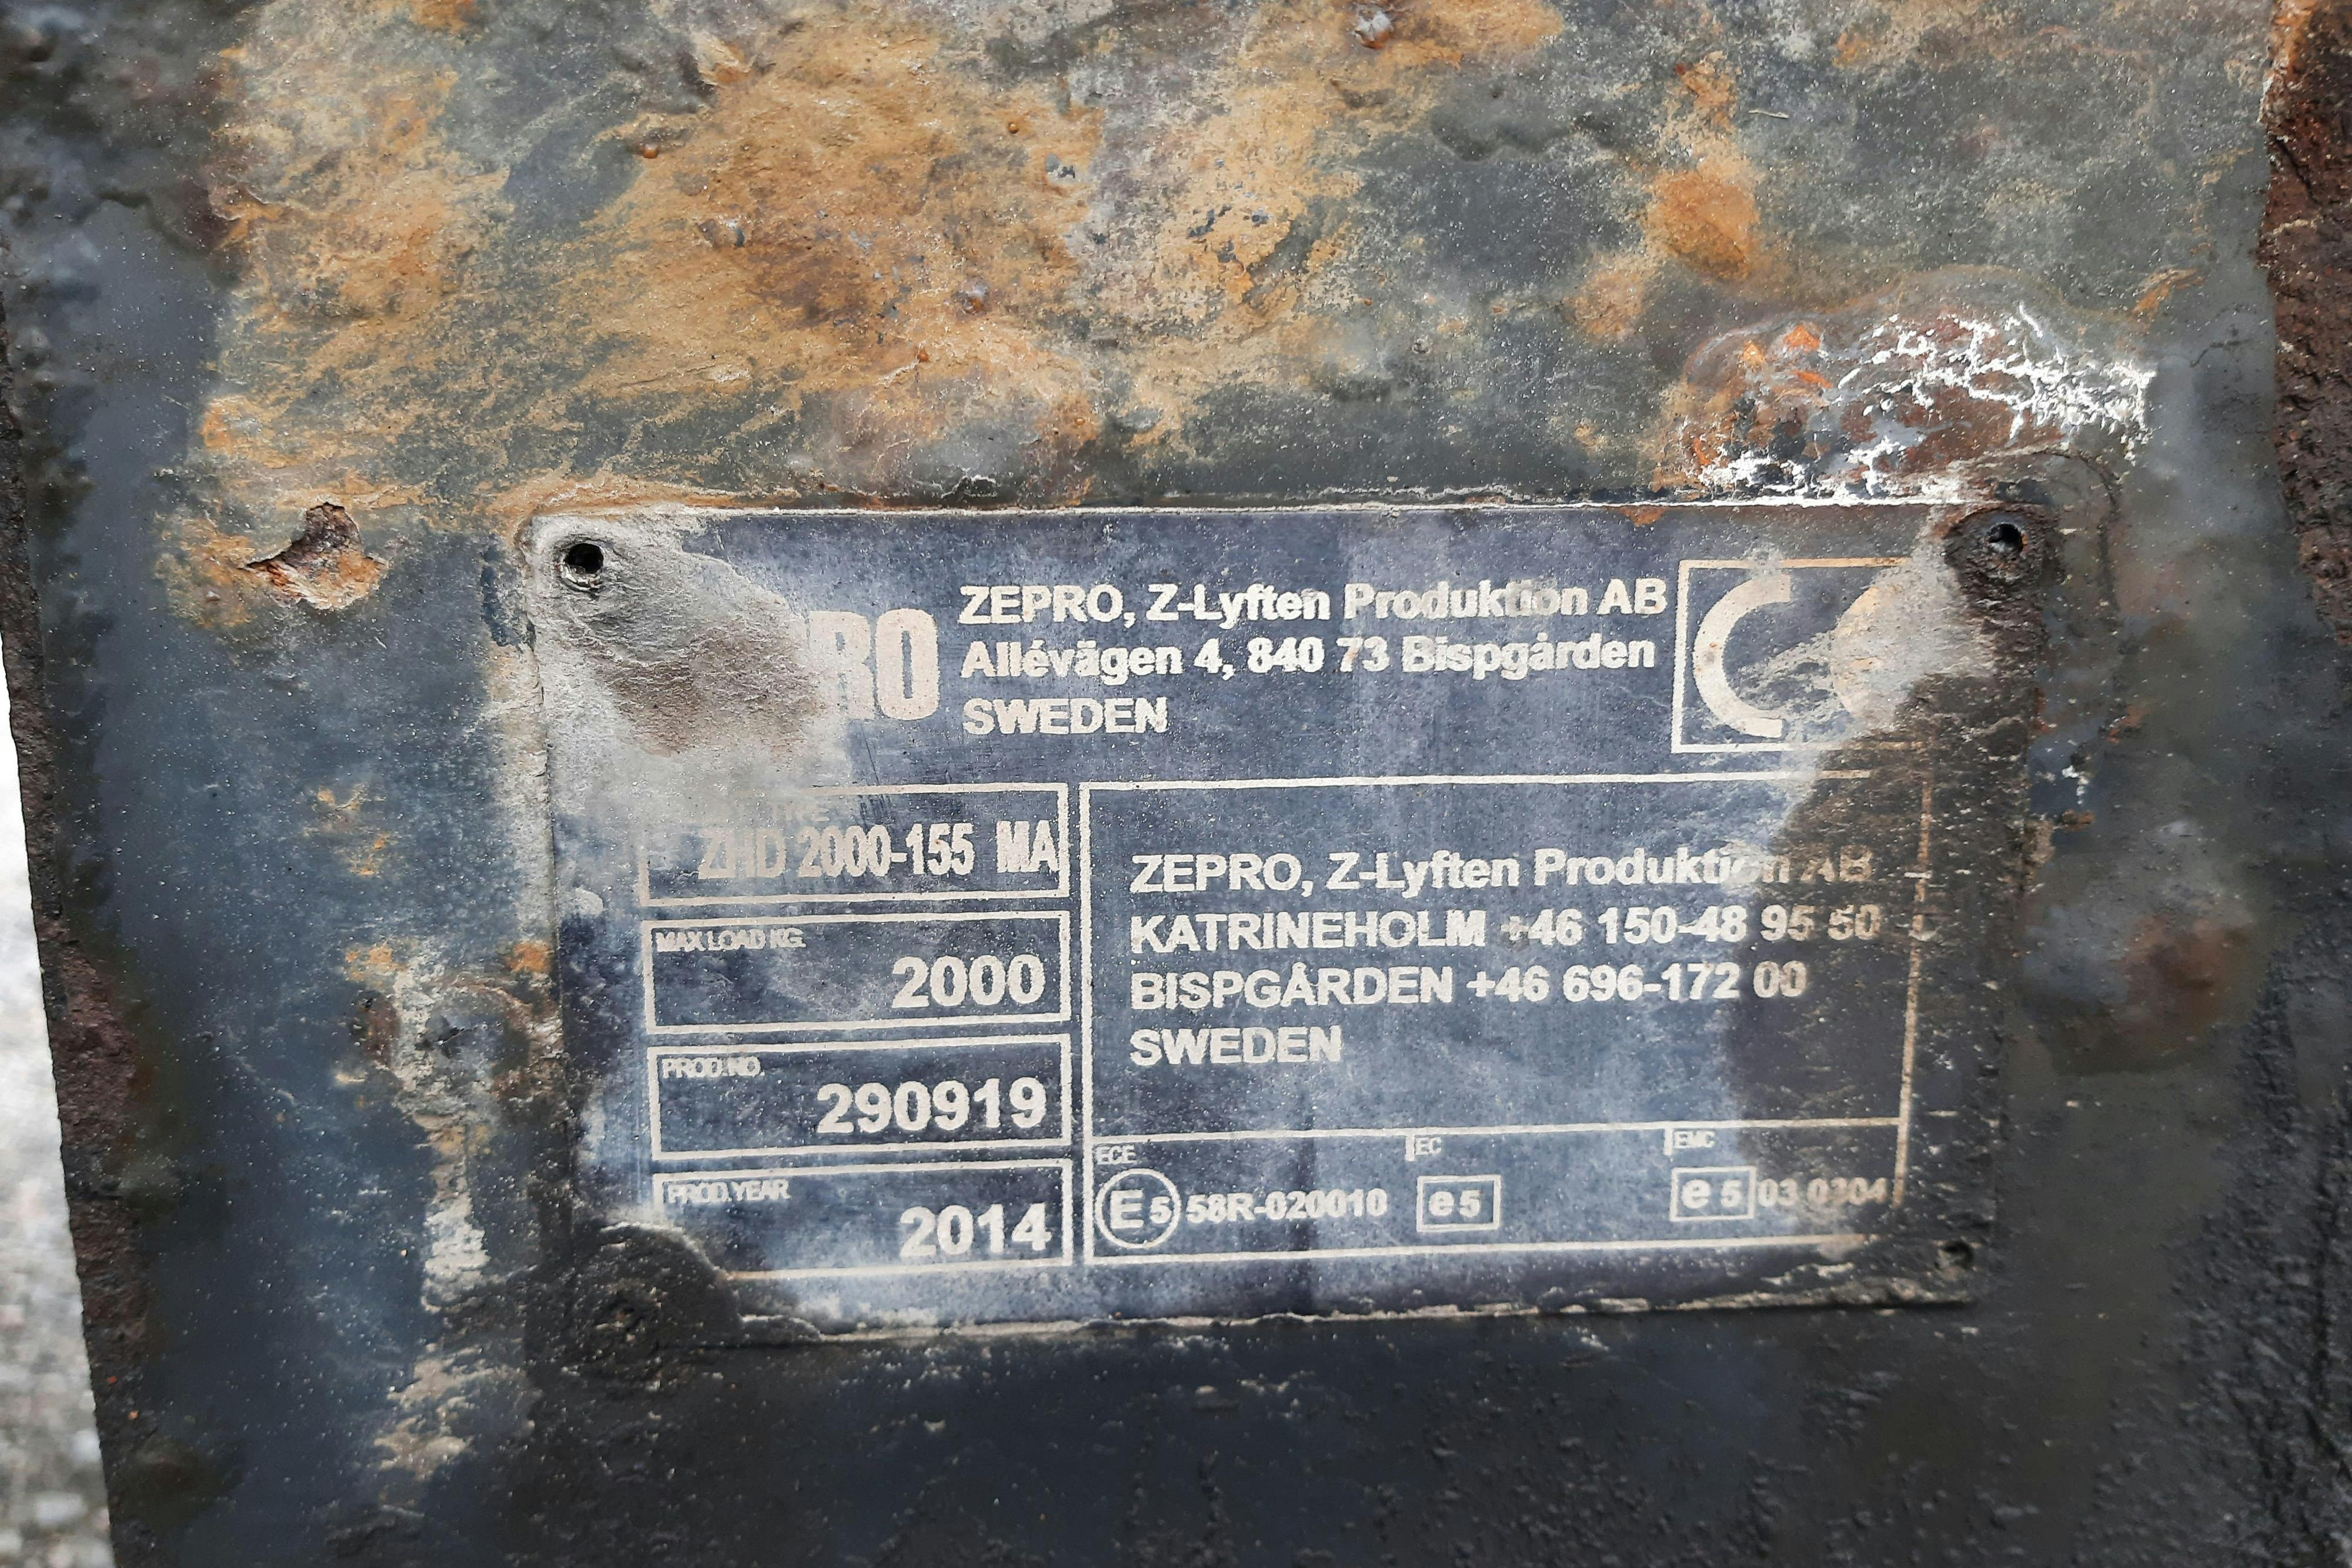 RO
ZEPRO, Z-Lyften Produktion AB
Allévägen 4, 840 73 Bispgården
SWEDEN
CE
ZHD 2000-155 MA
MAX LOAD KG.
2000
PROD.NO.
290919
PROD.YEAR
2014
ZEPRO, Z-Lyften Produktion AB
KATRINEHOLM +46 150-48 95 50
BISPGÅRDEN +46 696-172 00
SWEDEN
ECE
E5 58R-020010
EC
e5
EMC
e5 03 0304